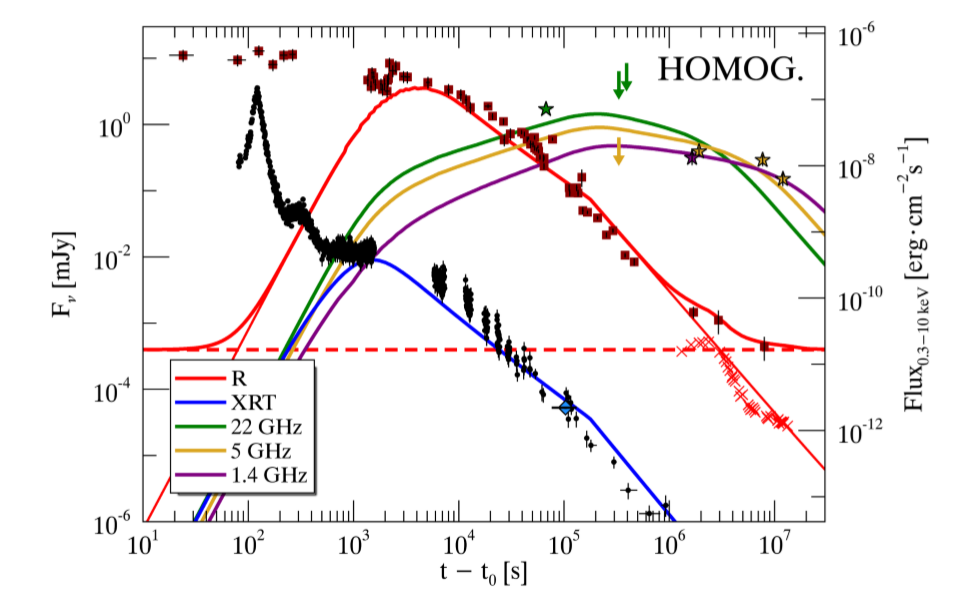 HOMOG.
F_ν [mJy]
10^0
10^-2
10^-4
10^-6
10^-6
10^-8
10^-10
10^-12
Flux_0.3−10 keV [erg·cm^−2 s^−1]
R
XRT
22 GHz
5 GHz
1.4 GHz
10^1 10^2 10^3 10^4 10^5 10^6 10^7
t − t_0 [s]